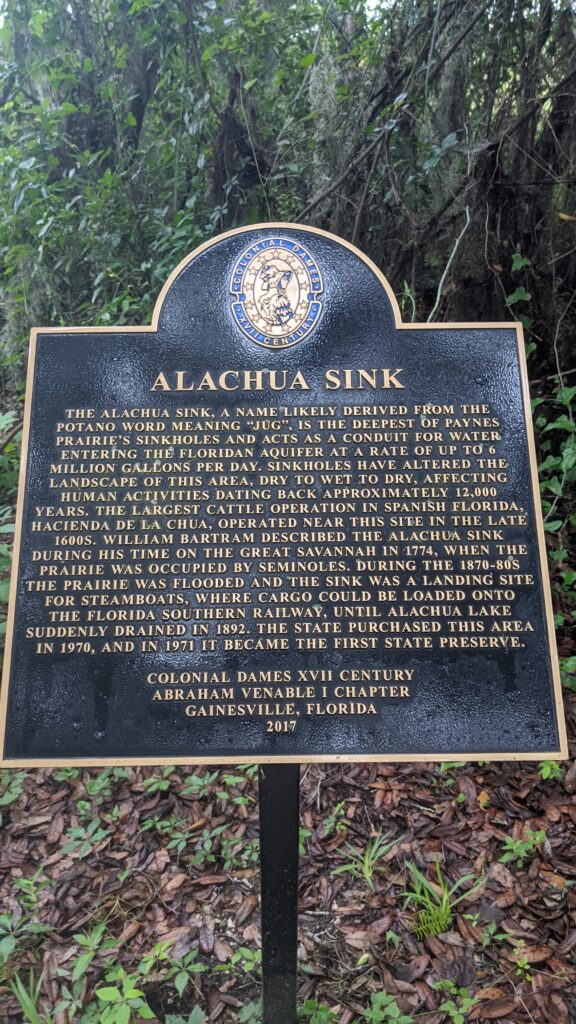 COLONIAL DAMES
XVII CENTURY
ALACHUA SINK
THE ALACHUA SINK, A NAME LIKELY DERIVED FROM THE
POTANO WORD MEANING “JUG”, IS THE DEEPEST OF PAYNES
PRAIRIE’S SINKHOLES AND ACTS AS A CONDUIT FOR WATER
ENTERING THE FLORIDAN AQUIFER AT A RATE OF UP TO 6
MILLION GALLONS PER DAY. SINKHOLES HAVE ALTERED THE
LANDSCAPE OF THIS AREA, DRY TO WET TO DRY, AFFECTING
HUMAN ACTIVITIES DATING BACK APPROXIMATELY 12,000
YEARS. THE LARGEST CATTLE OPERATION IN SPANISH FLORIDA,
HACIENDA DE LA CHUA, OPERATED NEAR THIS SITE IN THE LATE
1600S. WILLIAM BARTRAM DESCRIBED THE ALACHUA SINK
DURING HIS TIME ON THE GREAT SAVANNAH IN 1774, WHEN THE
PRAIRIE WAS OCCUPIED BY SEMINOLES. DURING THE 1870-80S
THE PRAIRIE WAS FLOODED AND THE SINK WAS A LANDING SITE
FOR STEAMBOATS, WHERE CARGO COULD BE LOADED ONTO
THE FLORIDA SOUTHERN RAILWAY, UNTIL ALACHUA LAKE
SUDDENLY DRAINED IN 1892. THE STATE PURCHASED THIS AREA
IN 1970, AND IN 1971 IT BECAME THE FIRST STATE PRESERVE.
COLONIAL DAMES XVII CENTURY
ABRAHAM VENABLE I CHAPTER
GAINESVILLE, FLORIDA
2017